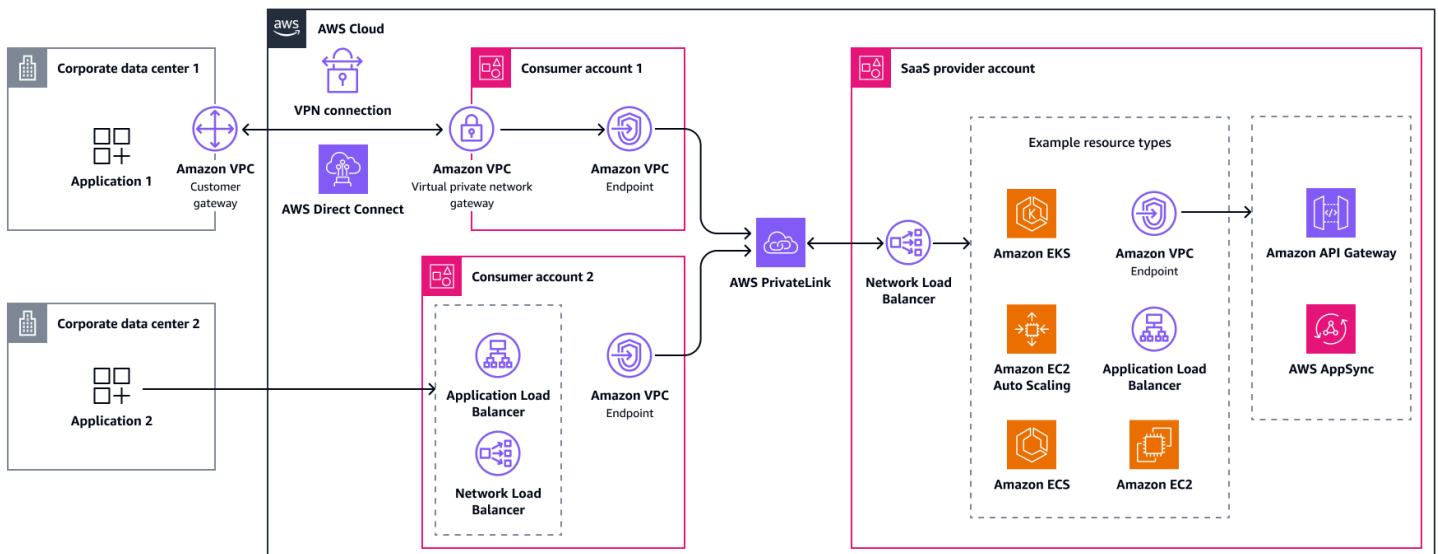 aws
AWS Cloud
Corporate data center 1
Application 1
Amazon VPC
Customer
gateway
VPN connection
AWS Direct Connect
Consumer account 1
Amazon VPC
Virtual private network
gateway
Amazon VPC
Endpoint
Corporate data center 2
Application 2
Consumer account 2
Application Load
Balancer
Network Load
Balancer
Amazon VPC
Endpoint
AWS PrivateLink
SaaS provider account
Network Load
Balancer
Example resource types
K
Amazon EKS
Amazon VPC
Endpoint
Amazon EC2
Auto Scaling
Application Load
Balancer
Amazon ECS
Amazon EC2
</>
Amazon API Gateway
AWS AppSync